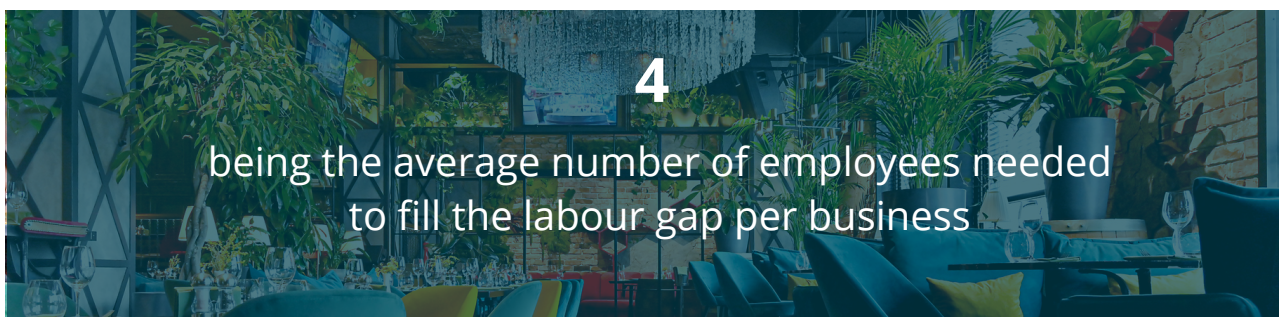 4
being the average number of employees needed
to fill the labour gap per business